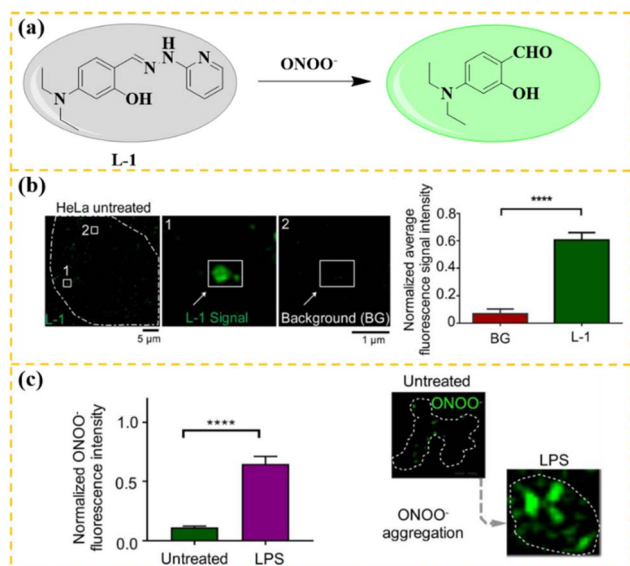 (a)
H
N
N
N
OH
N
L-1
ONOO⁻
CHO
N
OH
(b)
HeLa untreated
2
1
L-1
5 µm
1
L-1 Signal
2
Background (BG)
1 µm
Normalized average
fluorescence signal intensity
0.8
0.6
0.4
0.2
0
****
BG
L-1
(c)
Normalized ONOO⁻
fluorescence intensity
1.0
0.5
0.0
****
Untreated
LPS
Untreated
ONOO⁻
LPS
ONOO⁻
aggregation